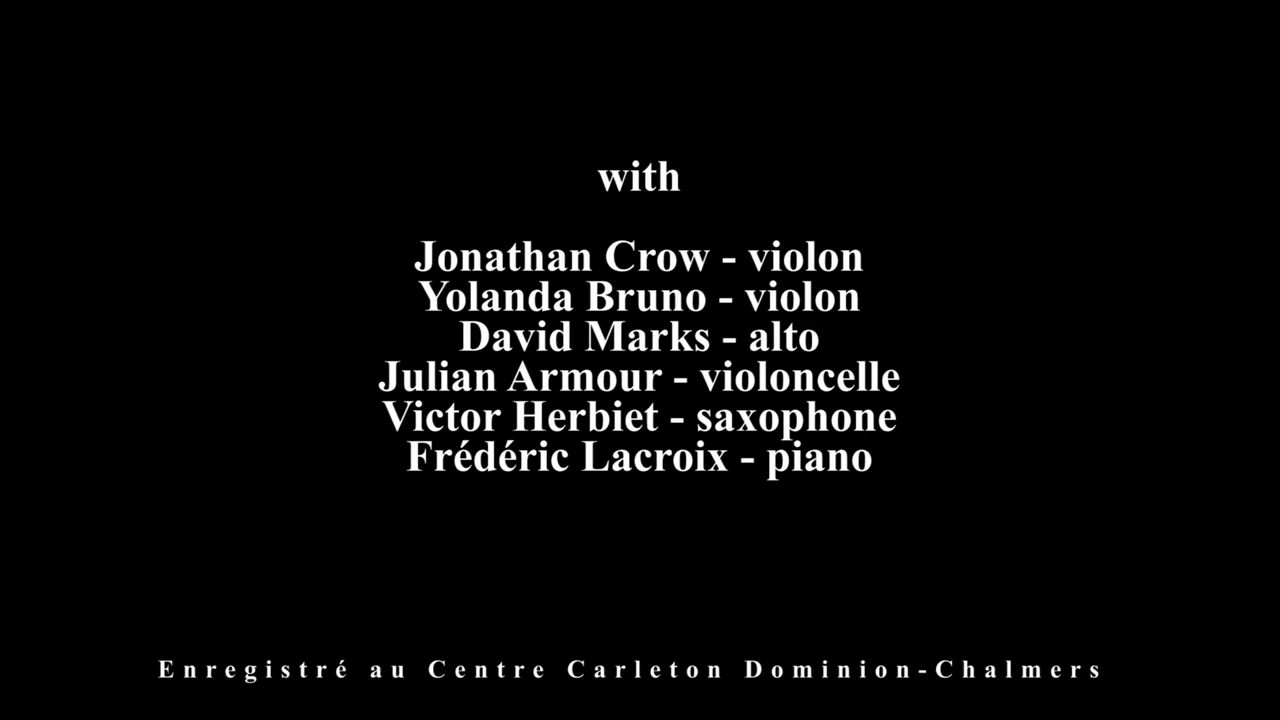 with
Jonathan Crow - violon
Yolanda Bruno - violon
David Marks - alto
Julian Armour - violoncelle
Victor Herbiet - saxophone
Frédéric Lacroix - piano
Enregistré au Centre Carleton Dominion-Chalmers